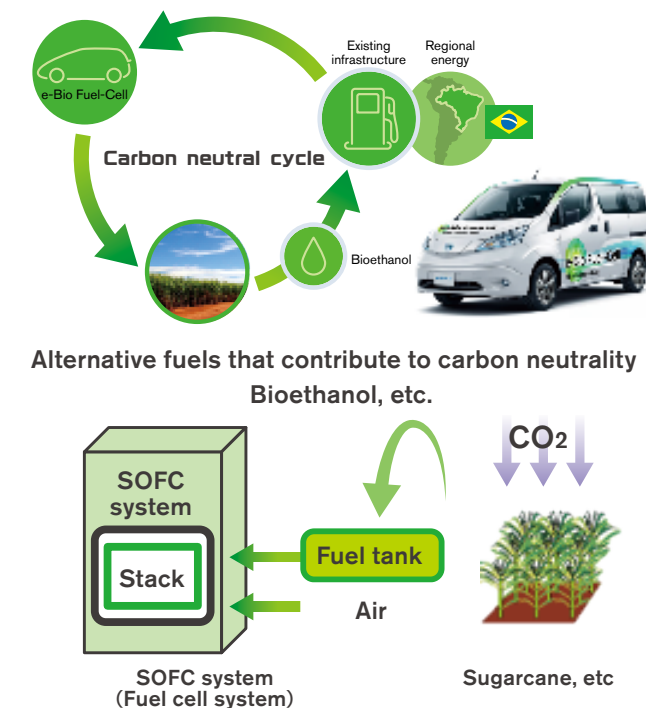 Existing
infrastructure
Regional
energy
e-Bio Fuel-Cell
Carbon neutral cycle
Bioethanol
Alternative fuels that contribute to carbon neutrality
Bioethanol, etc.
CO2
SOFC
system
Stack
Fuel tank
Air
SOFC system
(Fuel cell system)
Sugarcane, etc